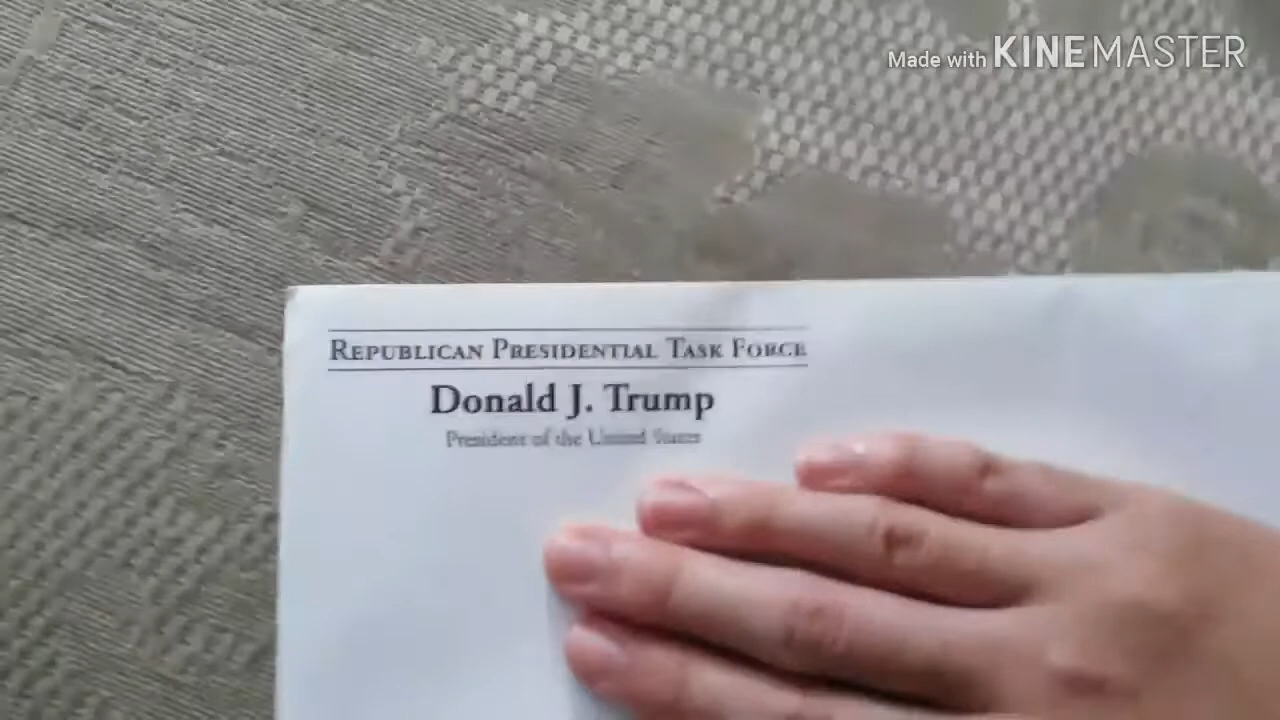 Made with KINEMASTER
REPUBLICAN PRESIDENTIAL TASK FORCE
Donald J. Trump
President of the United States